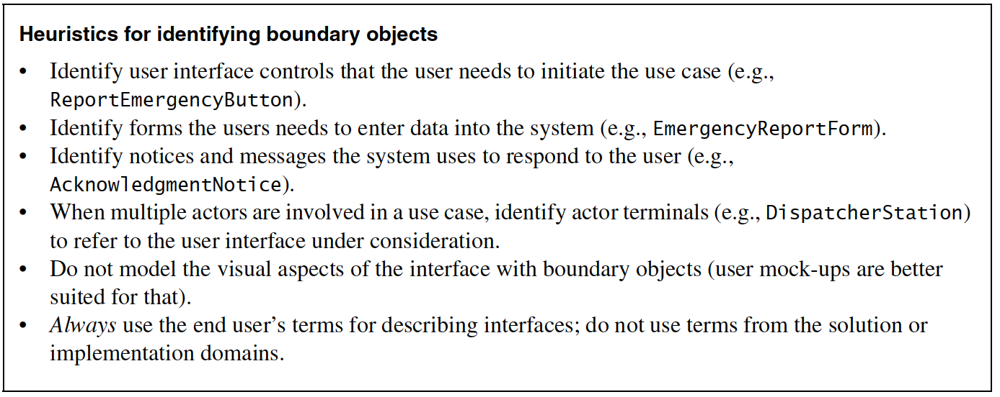 Heuristics for identifying boundary objects
• Identify user interface controls that the user needs to initiate the use case (e.g.,
ReportEmergencyButton).
• Identify forms the users needs to enter data into the system (e.g., EmergencyReportForm).
• Identify notices and messages the system uses to respond to the user (e.g.,
AcknowledgmentNotice).
• When multiple actors are involved in a use case, identify actor terminals (e.g., DispatcherStation)
to refer to the user interface under consideration.
• Do not model the visual aspects of the interface with boundary objects (user mock-ups are better
suited for that).
• Always use the end user’s terms for describing interfaces; do not use terms from the solution or
implementation domains.